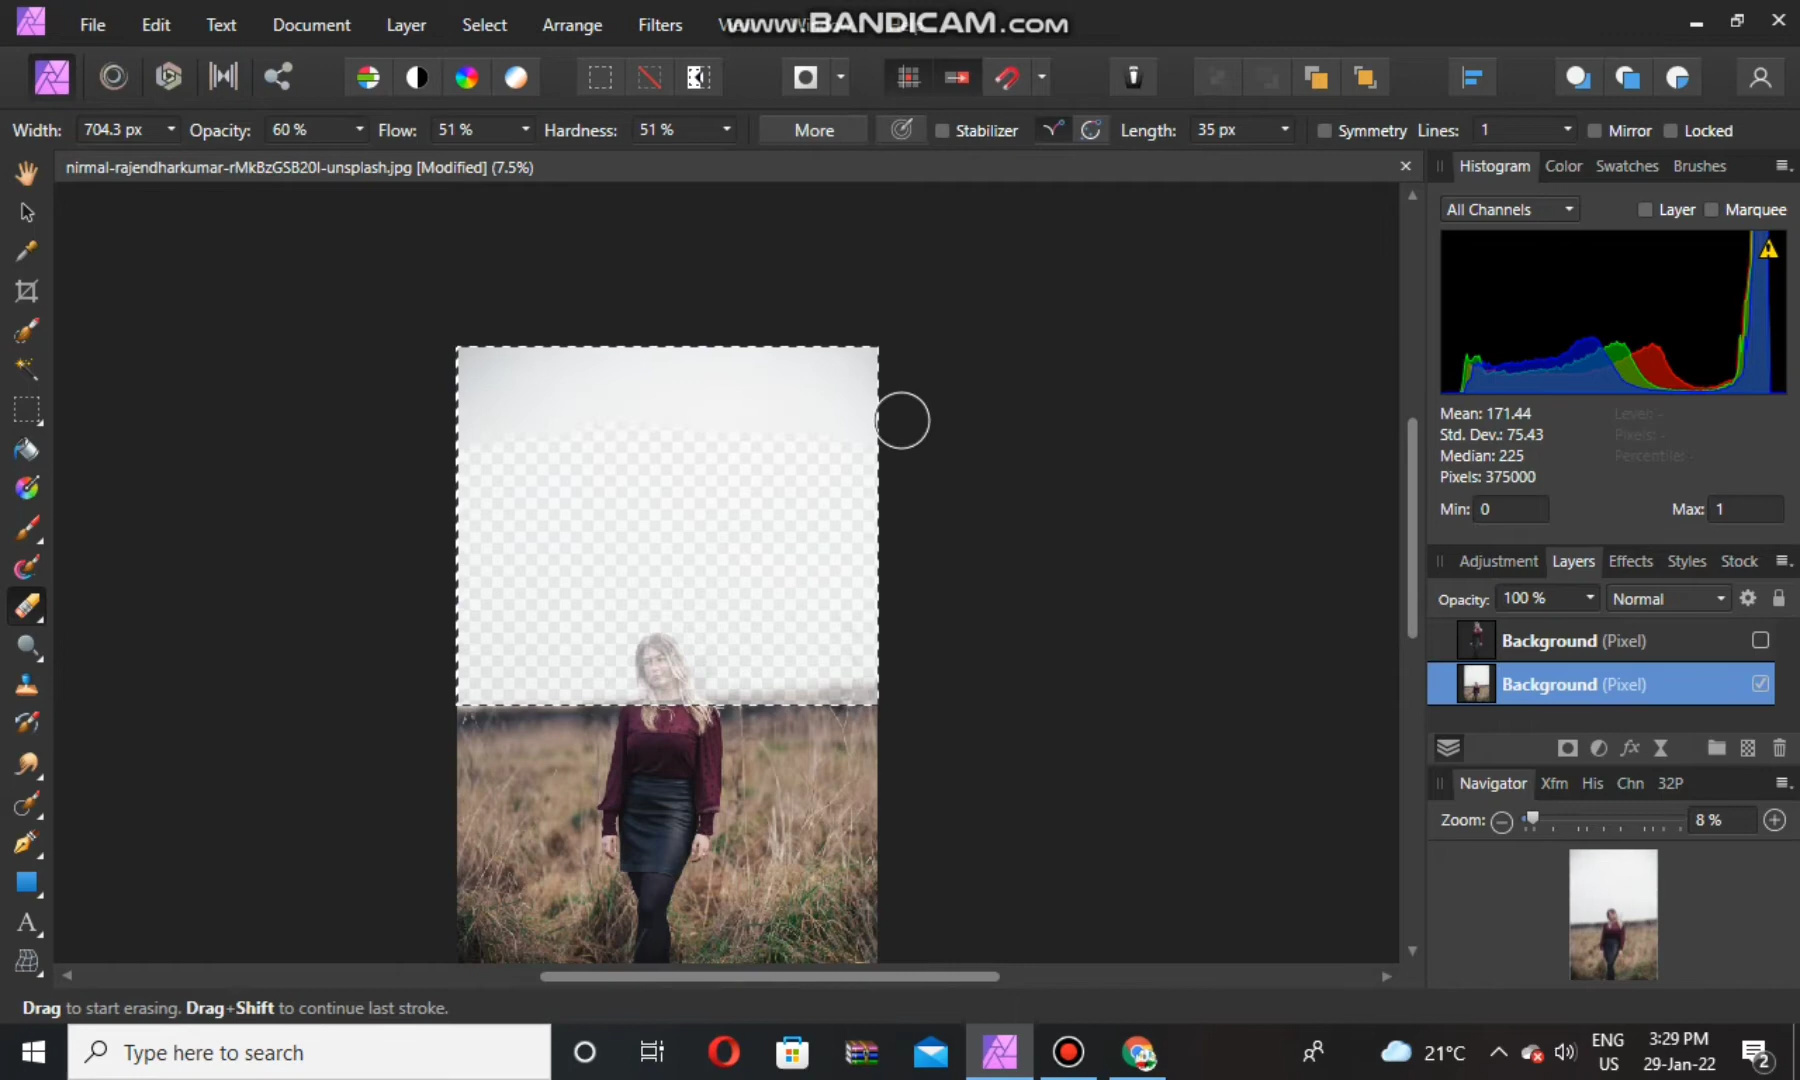 File Edit Text Document Layer Select Arrange Filters
www.BANDICAM.com
Width: 704.3 px Opacity: 60 % Flow: 51 % Hardness: 51 % More Stabilizer Length: 35 px Symmetry Lines: 1 Mirror Locked
nirmal-rajendharkumar-rMkBzGSB20I-unsplash.jpg [Modified] (7.5%)
Histogram Color Swatches Brushes
All Channels Layer Marquee
Mean: 171.44 Level: -
Std. Dev.: 75.43 Pixels: -
Median: 225 Percentile: -
Pixels: 375000
Min: 0 Max: 1
Adjustment Layers Effects Styles Stock
Opacity: 100 % Normal
Background (Pixel)
Background (Pixel)
Navigator Xfm His Chn 32P
Zoom: 8 %
Drag to start erasing. Drag+Shift to continue last stroke.
Type here to search
21°C
ENG
US
3:29 PM
29-Jan-22
2